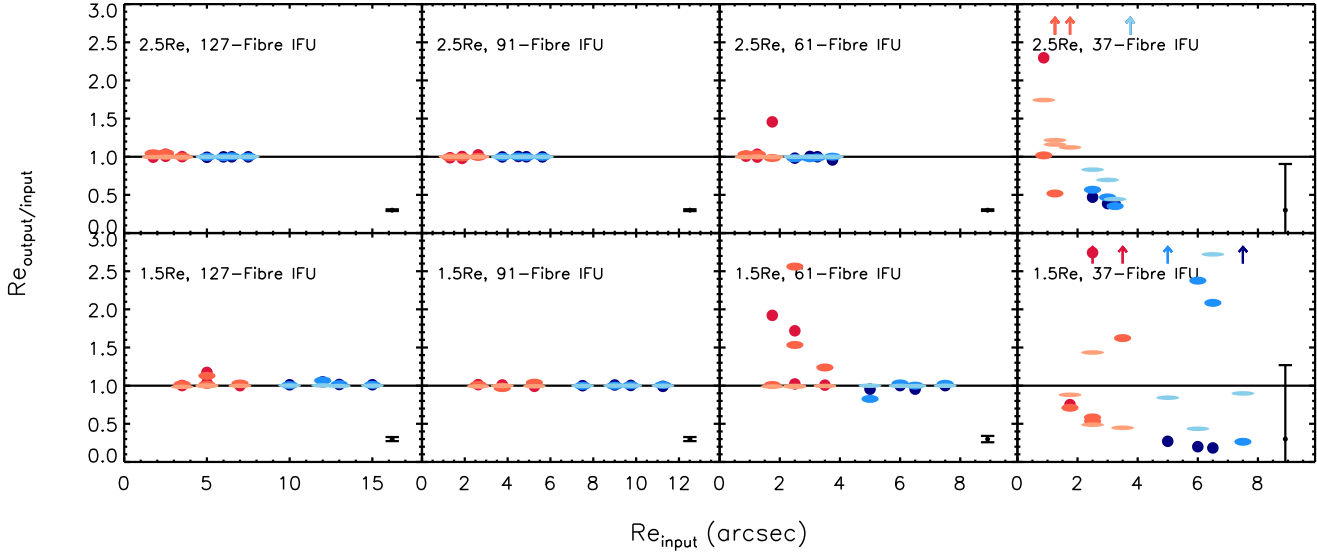 3.0
2.5
2.0
1.5
1.0
0.5
0.0
2.5Re, 127-Fibre IFU
2.5Re, 91-Fibre IFU
2.5Re, 61-Fibre IFU
2.5Re, 37-Fibre IFU
3.0
2.5
2.0
1.5
1.0
0.5
0.0
1.5Re, 127-Fibre IFU
1.5Re, 91-Fibre IFU
1.5Re, 61-Fibre IFU
1.5Re, 37-Fibre IFU
0 5 10 15
0 2 4 6 8 10 12
0 2 4 6 8
0 2 4 6 8
Re output/input
Re input (arcsec)